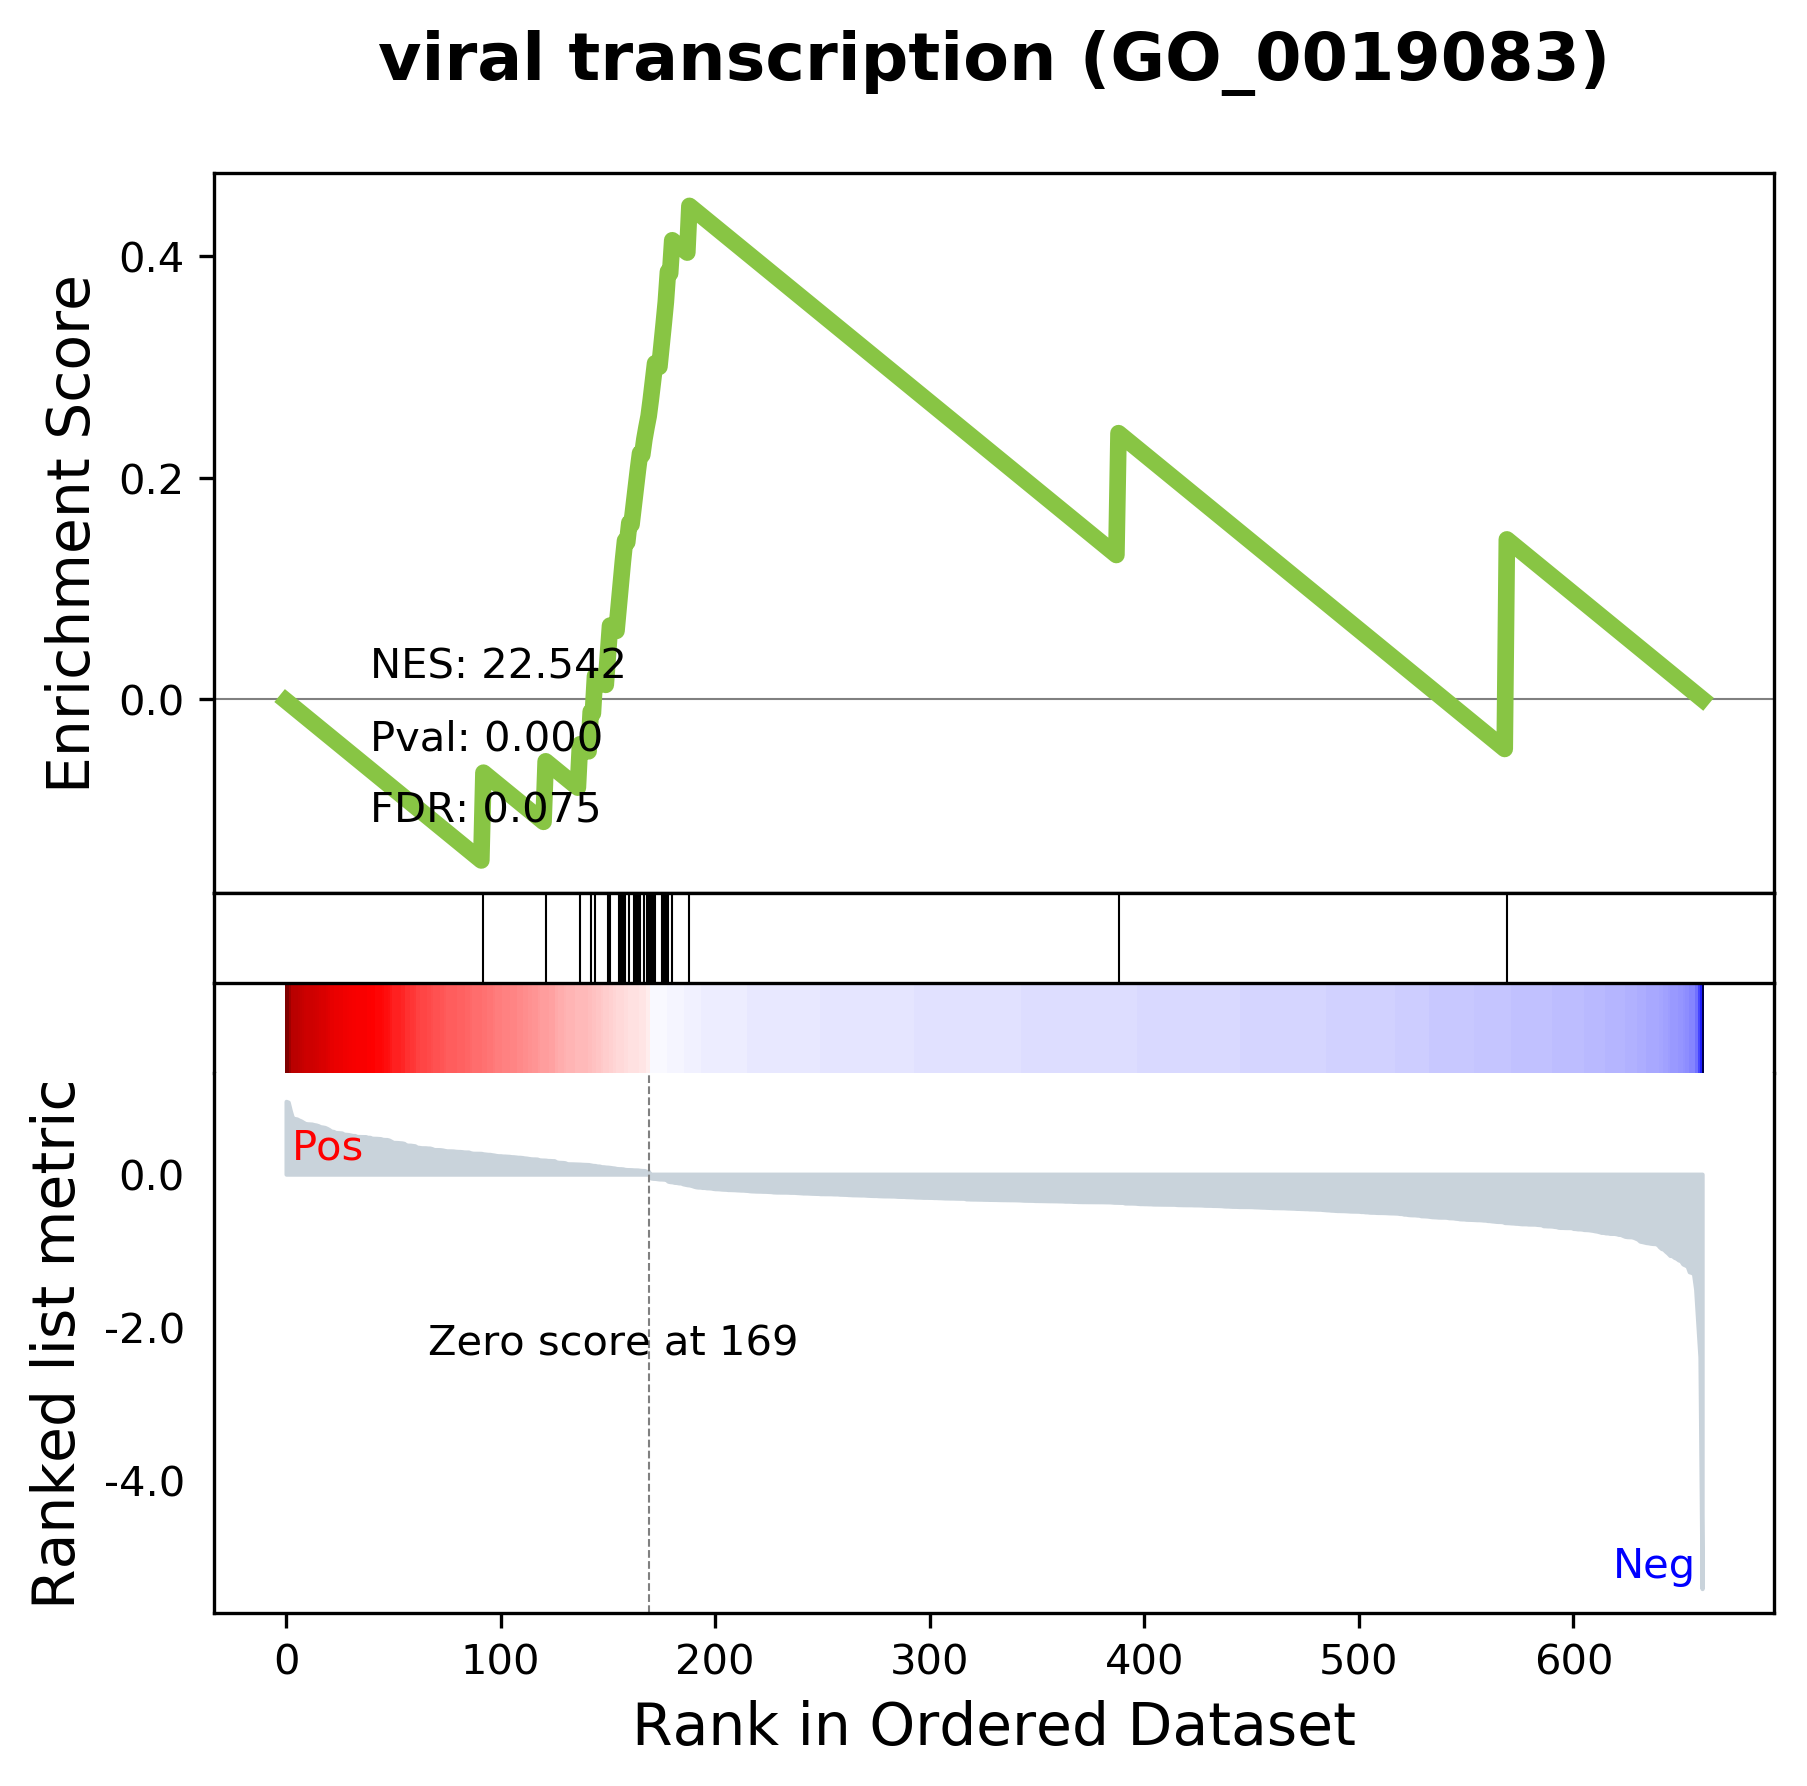 viral transcription (GO_0019083)
Enrichment Score
0.4
0.2
0.0
NES: 22.542
Pval: 0.000
FDR: 0.075
Ranked list metric
0.0
-2.0
-4.0
Pos
Zero score at 169
Neg
0 100 200 300 400 500 600
Rank in Ordered Dataset